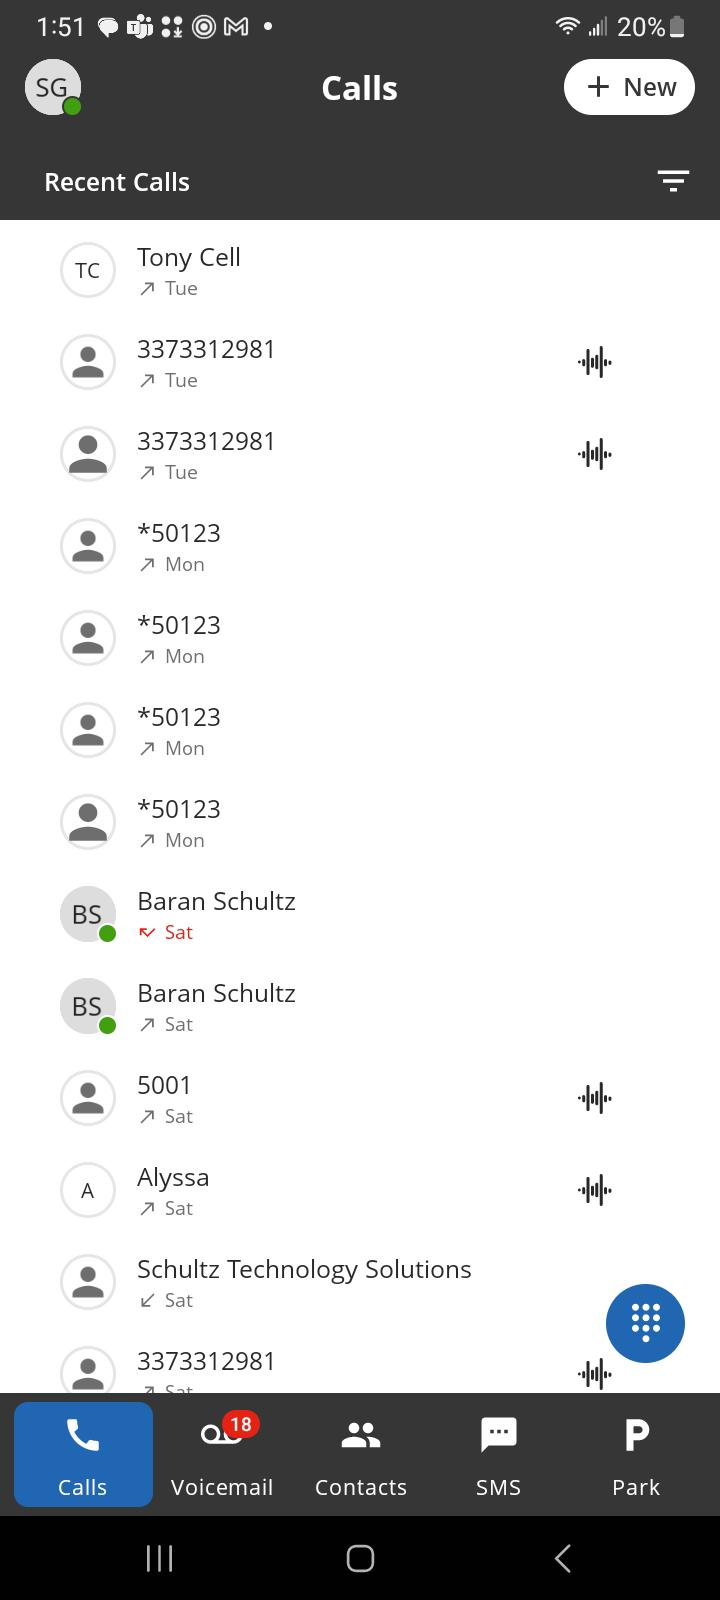 1:51
20%
SG
Calls
+ New
Recent Calls
TC
Tony Cell
Tue
3373312981
Tue
3373312981
Tue
*50123
Mon
*50123
Mon
*50123
Mon
*50123
Mon
BS
Baran Schultz
Sat
BS
Baran Schultz
Sat
5001
Sat
A
Alyssa
Sat
Schultz Technology Solutions
Sat
3373312981
Sat
18
P
Calls
Voicemail
Contacts
SMS
Park